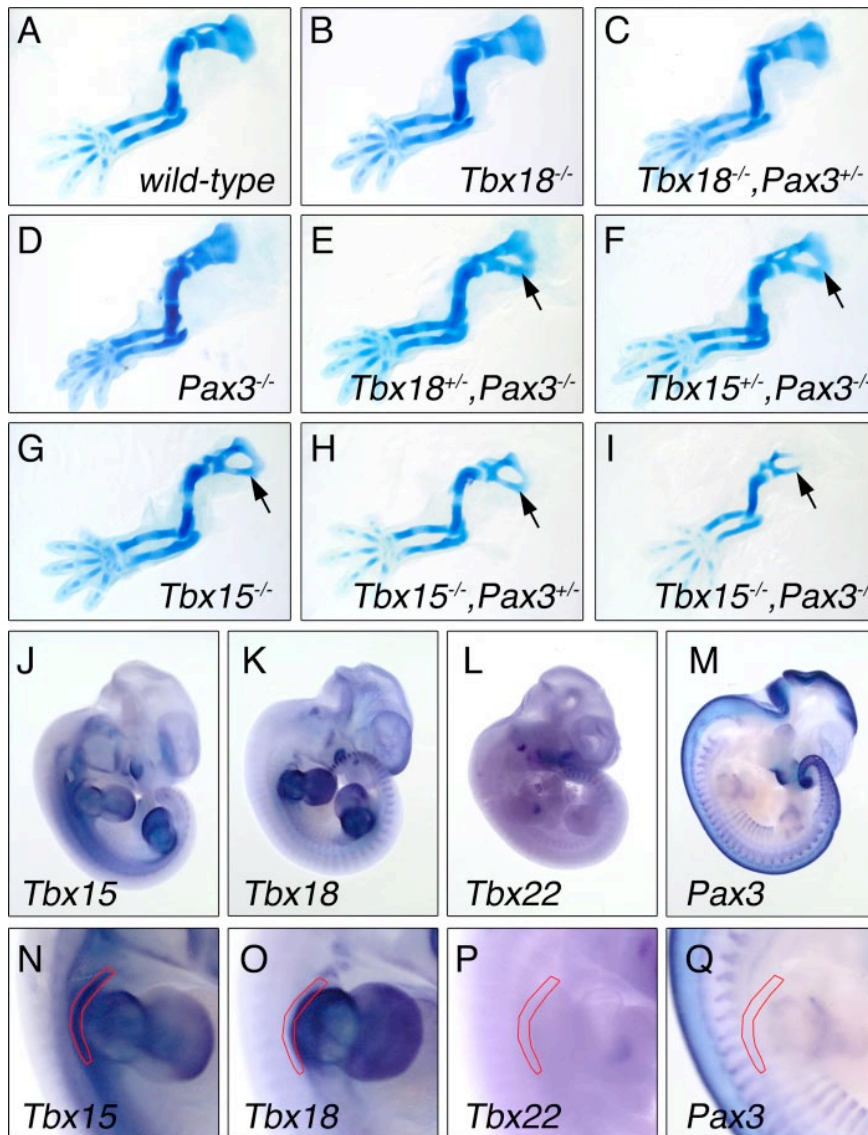 A
wild-type
B
Tbx18-/-
C
Tbx18-/-,Pax3+/-
D
Pax3-/-
E
Tbx18+/-,Pax3-/-
F
Tbx15+/-,Pax3-/-
G
Tbx15-/-
H
Tbx15-/-,Pax3+/-
I
Tbx15-/-,Pax3-/-
J
Tbx15
K
Tbx18
L
Tbx22
M
Pax3
N
Tbx15
O
Tbx18
P
Tbx22
Q
Pax3